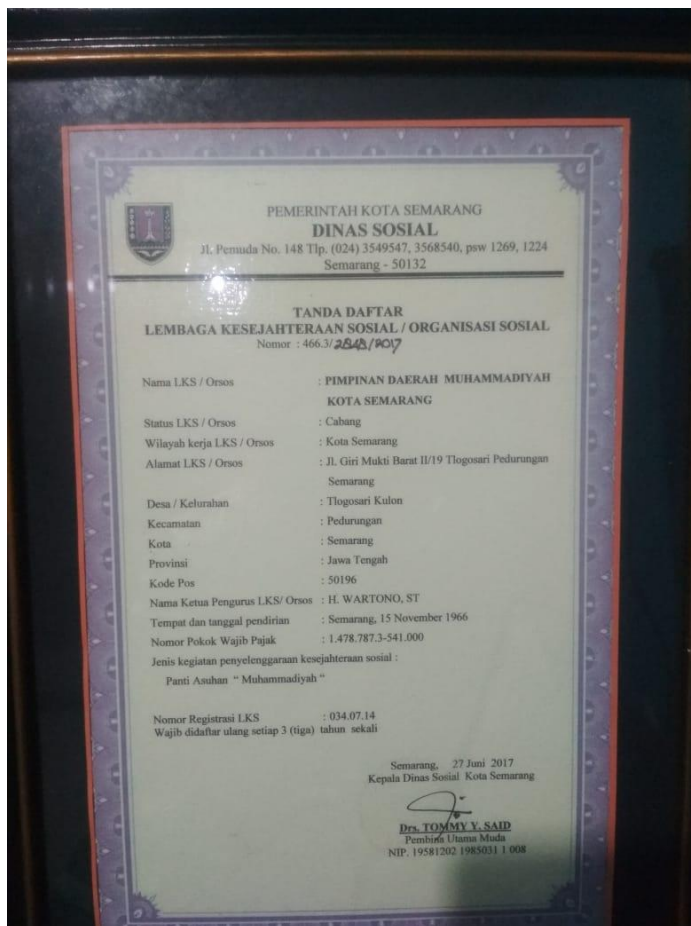 PEMERINTAH KOTA SEMARANG
DINAS SOSIAL
Jl. Pemuda No. 148 Tlp. (024) 3549547, 3568540, psw 1269, 1224
Semarang - 50132
TANDA DAFTAR
LEMBAGA KESEJAHTERAAN SOSIAL / ORGANISASI SOSIAL
Nomor : 466.3/ /2017
Nama LKS / Orsos : PIMPINAN DAERAH MUHAMMADIYAH
KOTA SEMARANG
Status LKS / Orsos : Cabang
Wilayah kerja LKS / Orsos : Kota Semarang
Alamat LKS / Orsos : Jl. Giri Mukti Barat II/19 Tlogosari Pedurungan
Semarang
Desa / Kelurahan : Tlogosari Kulon
Kecamatan : Pedurungan
Kota : Semarang
Provinsi : Jawa Tengah
Kode Pos : 50196
Nama Ketua Pengurus LKS/ Orsos : H. WARTONO, ST
Tempat dan tanggal pendirian : Semarang, 15 November 1966
Nomor Pokok Wajib Pajak : 1.478.787.3-541.000
Jenis kegiatan penyelenggaraan kesejahteraan sosial :
Panti Asuhan “ Muhammadiyah “
Nomor Registrasi LKS : 034.07.14
Wajib didaftar ulang setiap 3 (tiga) tahun sekali
Semarang, 27 Juni 2017
Kepala Dinas Sosial Kota Semarang
Drs. TOMMY Y. SAID
Pembina Utama Muda
NIP. 19581202 1985031 1 008